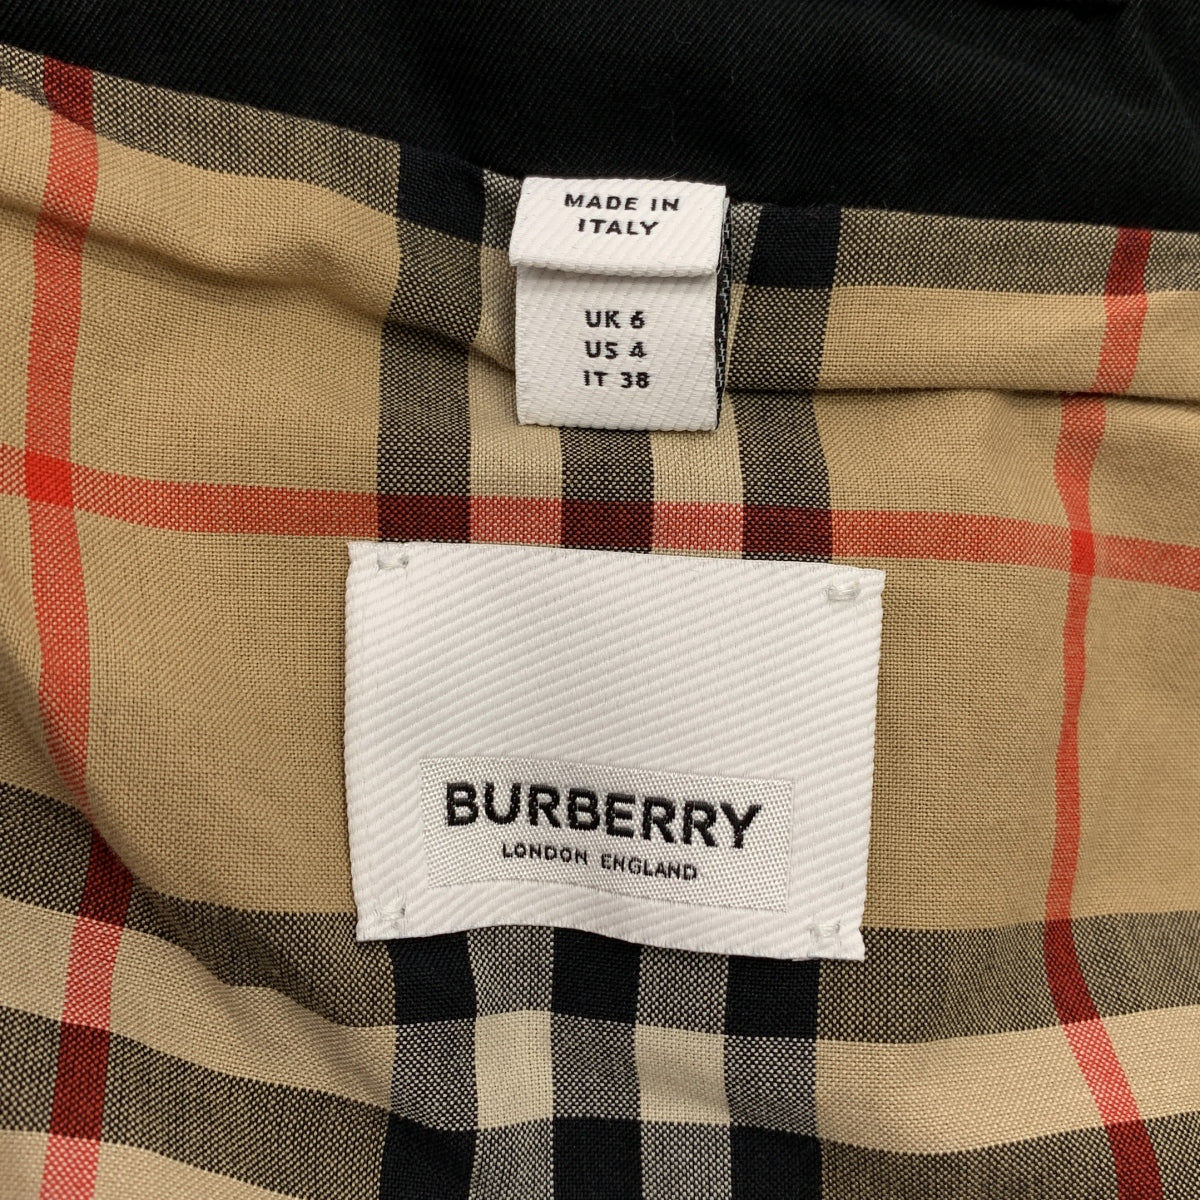 MADE IN
ITALY
UK 6
US 4
IT 38
BURBERRY
LONDON ENGLAND